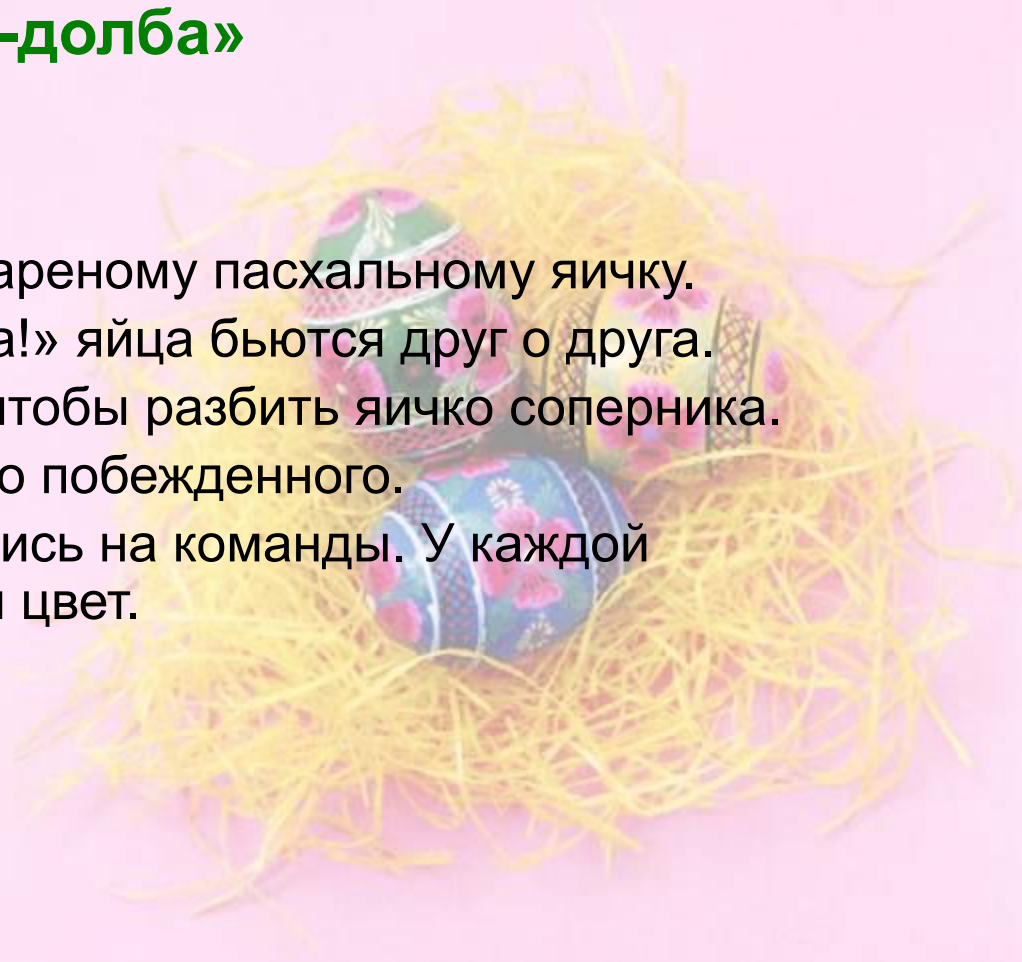 -долба»
ареному пасхальному яичку.
а!» яйца бьются друг о друга.
чтобы разбить яичко соперника.
о побежденного.
ись на команды. У каждой
цвет.